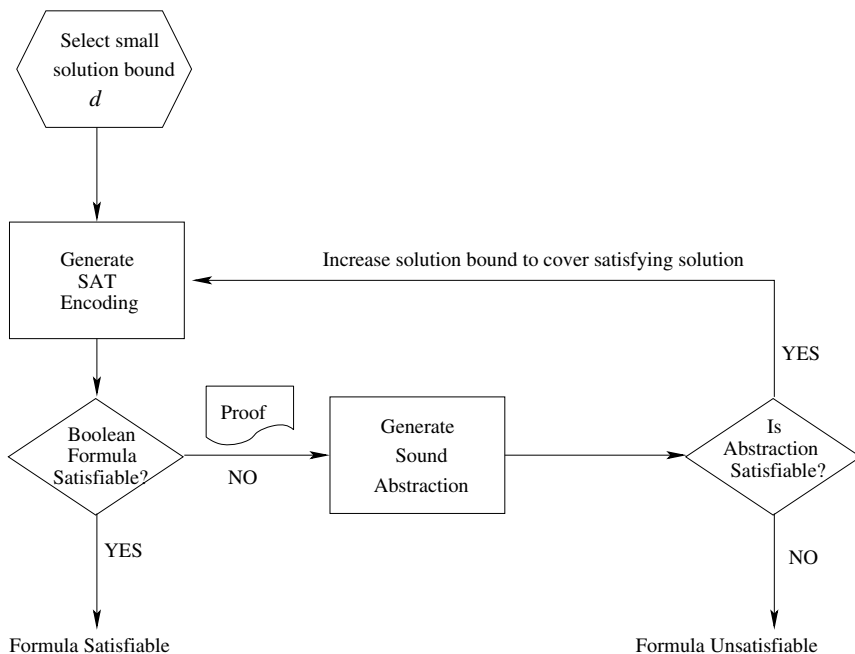 Select small
solution bound
d
Generate
SAT
Encoding
Increase solution bound to cover satisfying solution
YES
Boolean
Formula
Satisfiable?
Proof
NO
Generate
Sound
Abstraction
Is
Abstraction
Satisfiable?
YES
NO
Formula Satisfiable
Formula Unsatisfiable